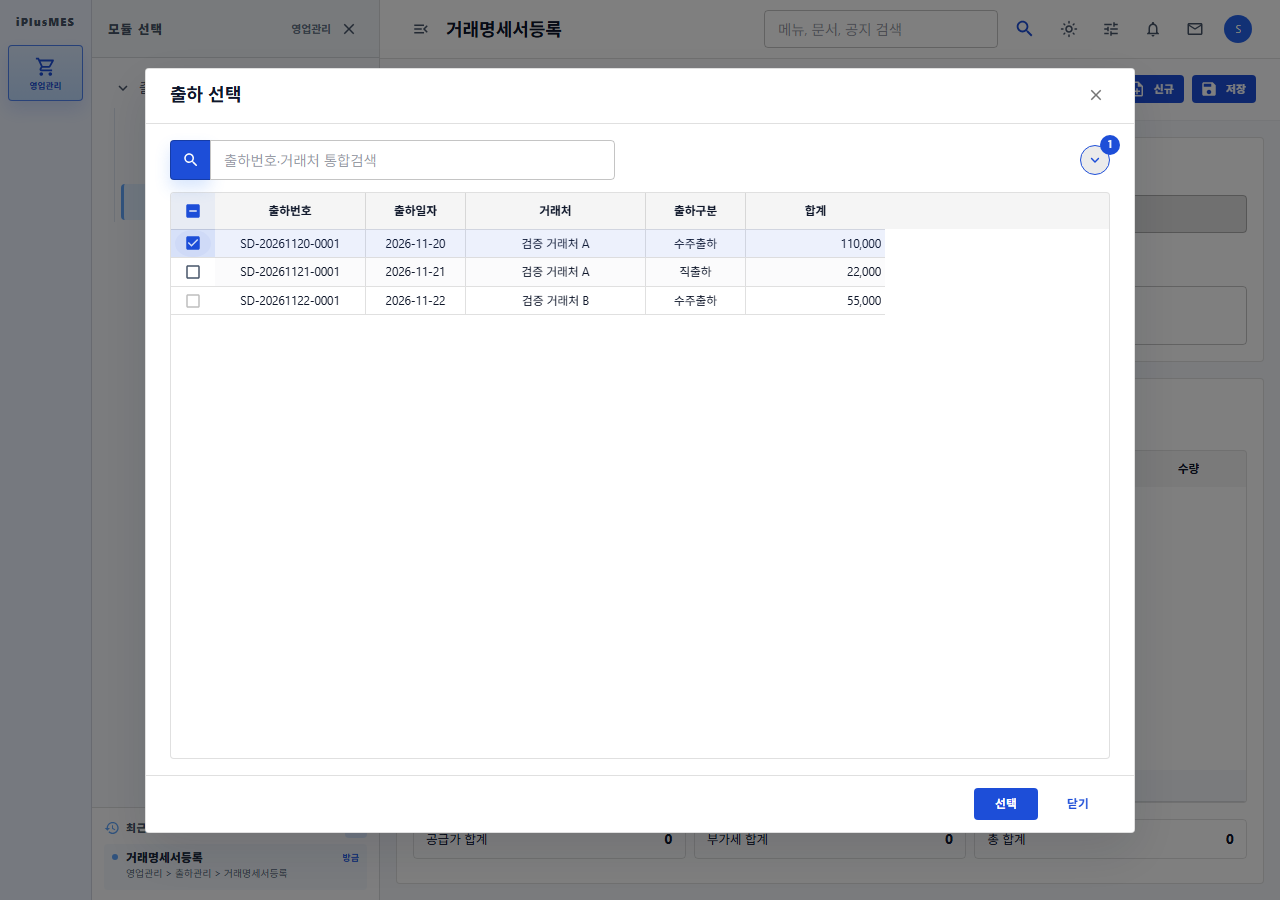 iPlusMES
영업관리
모듈 선택
영업관리
거래명세서등록
메뉴, 문서, 공지 검색
S
신규
저장
출하 선택
출하번호·거래처 통합검색
1
출하번호 출하일자 거래처 출하구분 합계
SD-20261120-0001 2026-11-20 검증 거래처 A 수주출하 110,000
SD-20261121-0001 2026-11-21 검증 거래처 A 직출하 22,000
SD-20261122-0001 2026-11-22 검증 거래처 B 수주출하 55,000
수량
선택
닫기
최근
거래명세서등록
방금
영업관리 > 출하관리 > 거래명세서등록
공급가 합계 0
부가세 합계 0
총 합계 0